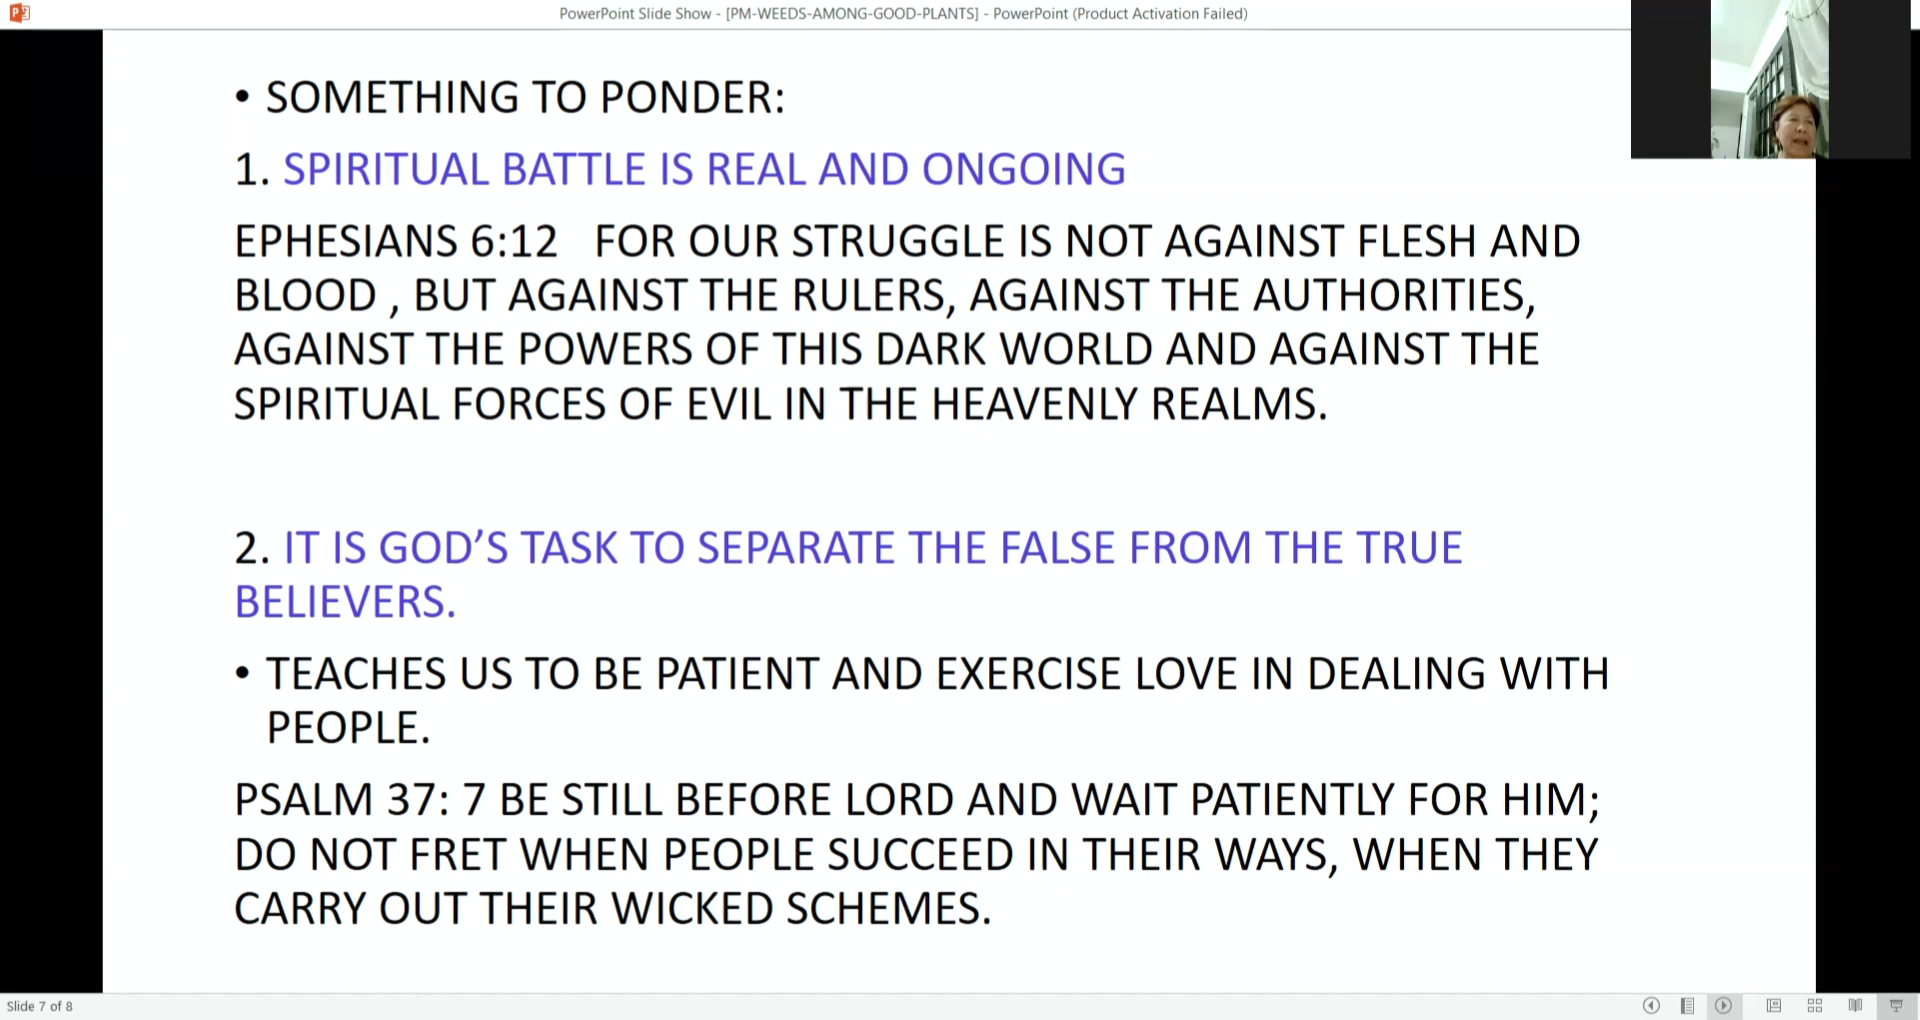 PowerPoint Slide Show - [PM-WEEDS-AMONG-GOOD-PLANTS] - PowerPoint (Product Activation Failed)
• SOMETHING TO PONDER:
1. SPIRITUAL BATTLE IS REAL AND ONGOING
EPHESIANS 6:12 FOR OUR STRUGGLE IS NOT AGAINST FLESH AND
BLOOD , BUT AGAINST THE RULERS, AGAINST THE AUTHORITIES,
AGAINST THE POWERS OF THIS DARK WORLD AND AGAINST THE
SPIRITUAL FORCES OF EVIL IN THE HEAVENLY REALMS.
2. IT IS GOD’S TASK TO SEPARATE THE FALSE FROM THE TRUE
BELIEVERS.
• TEACHES US TO BE PATIENT AND EXERCISE LOVE IN DEALING WITH
PEOPLE.
PSALM 37: 7 BE STILL BEFORE LORD AND WAIT PATIENTLY FOR HIM;
DO NOT FRET WHEN PEOPLE SUCCEED IN THEIR WAYS, WHEN THEY
CARRY OUT THEIR WICKED SCHEMES.
Slide 7 of 8